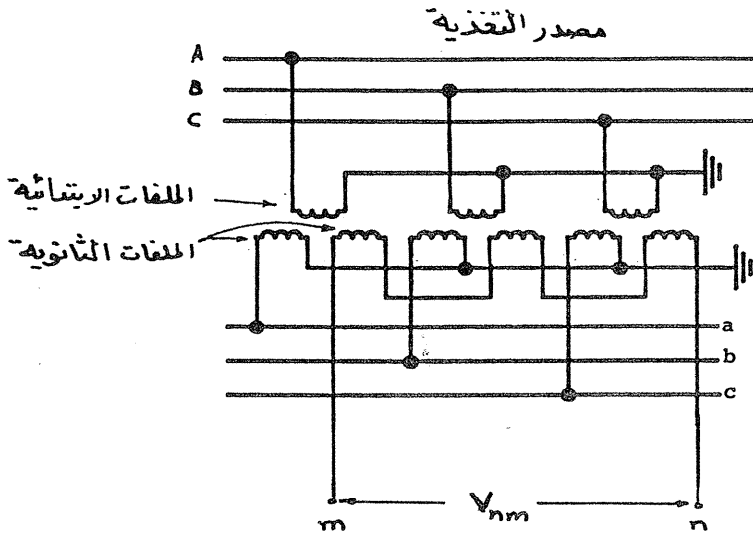 مصدر التغذية
A
B
C
الملفات الابتدائية
الملفات الثانوية
a
b
c
Vnm
m
n